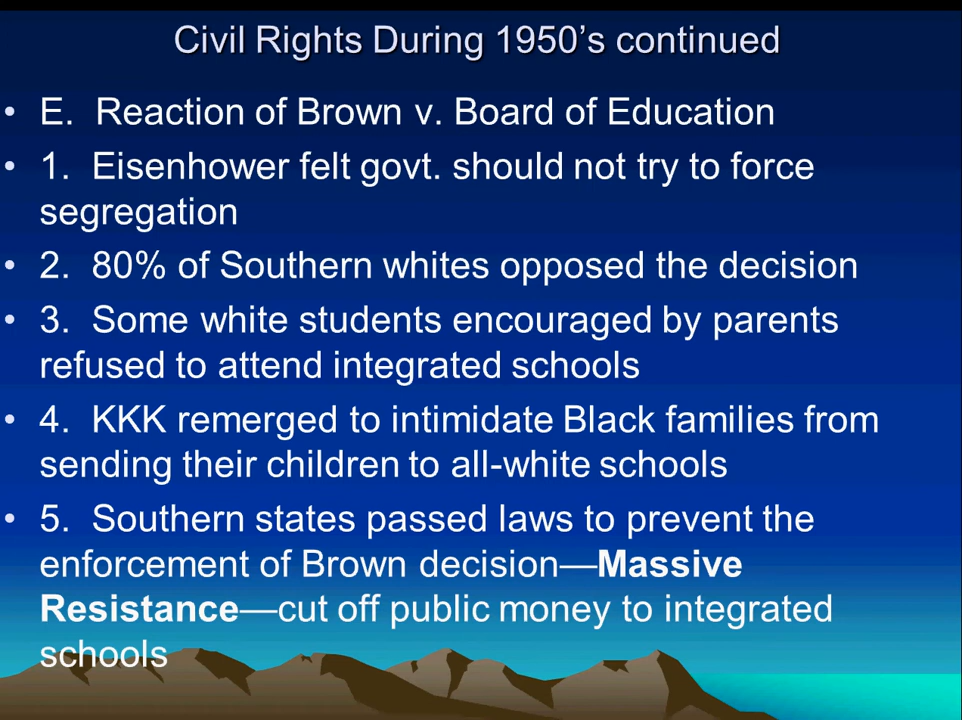 Civil Rights During 1950's continued
• E. Reaction of Brown v. Board of Education
• 1. Eisenhower felt govt. should not try to force
segregation
• 2. 80% of Southern whites opposed the decision
• 3. Some white students encouraged by parents
refused to attend integrated schools
• 4. KKK remerged to intimidate Black families from
sending their children to all-white schools
• 5. Southern states passed laws to prevent the
enforcement of Brown decision—Massive
Resistance—cut off public money to integrated
schools